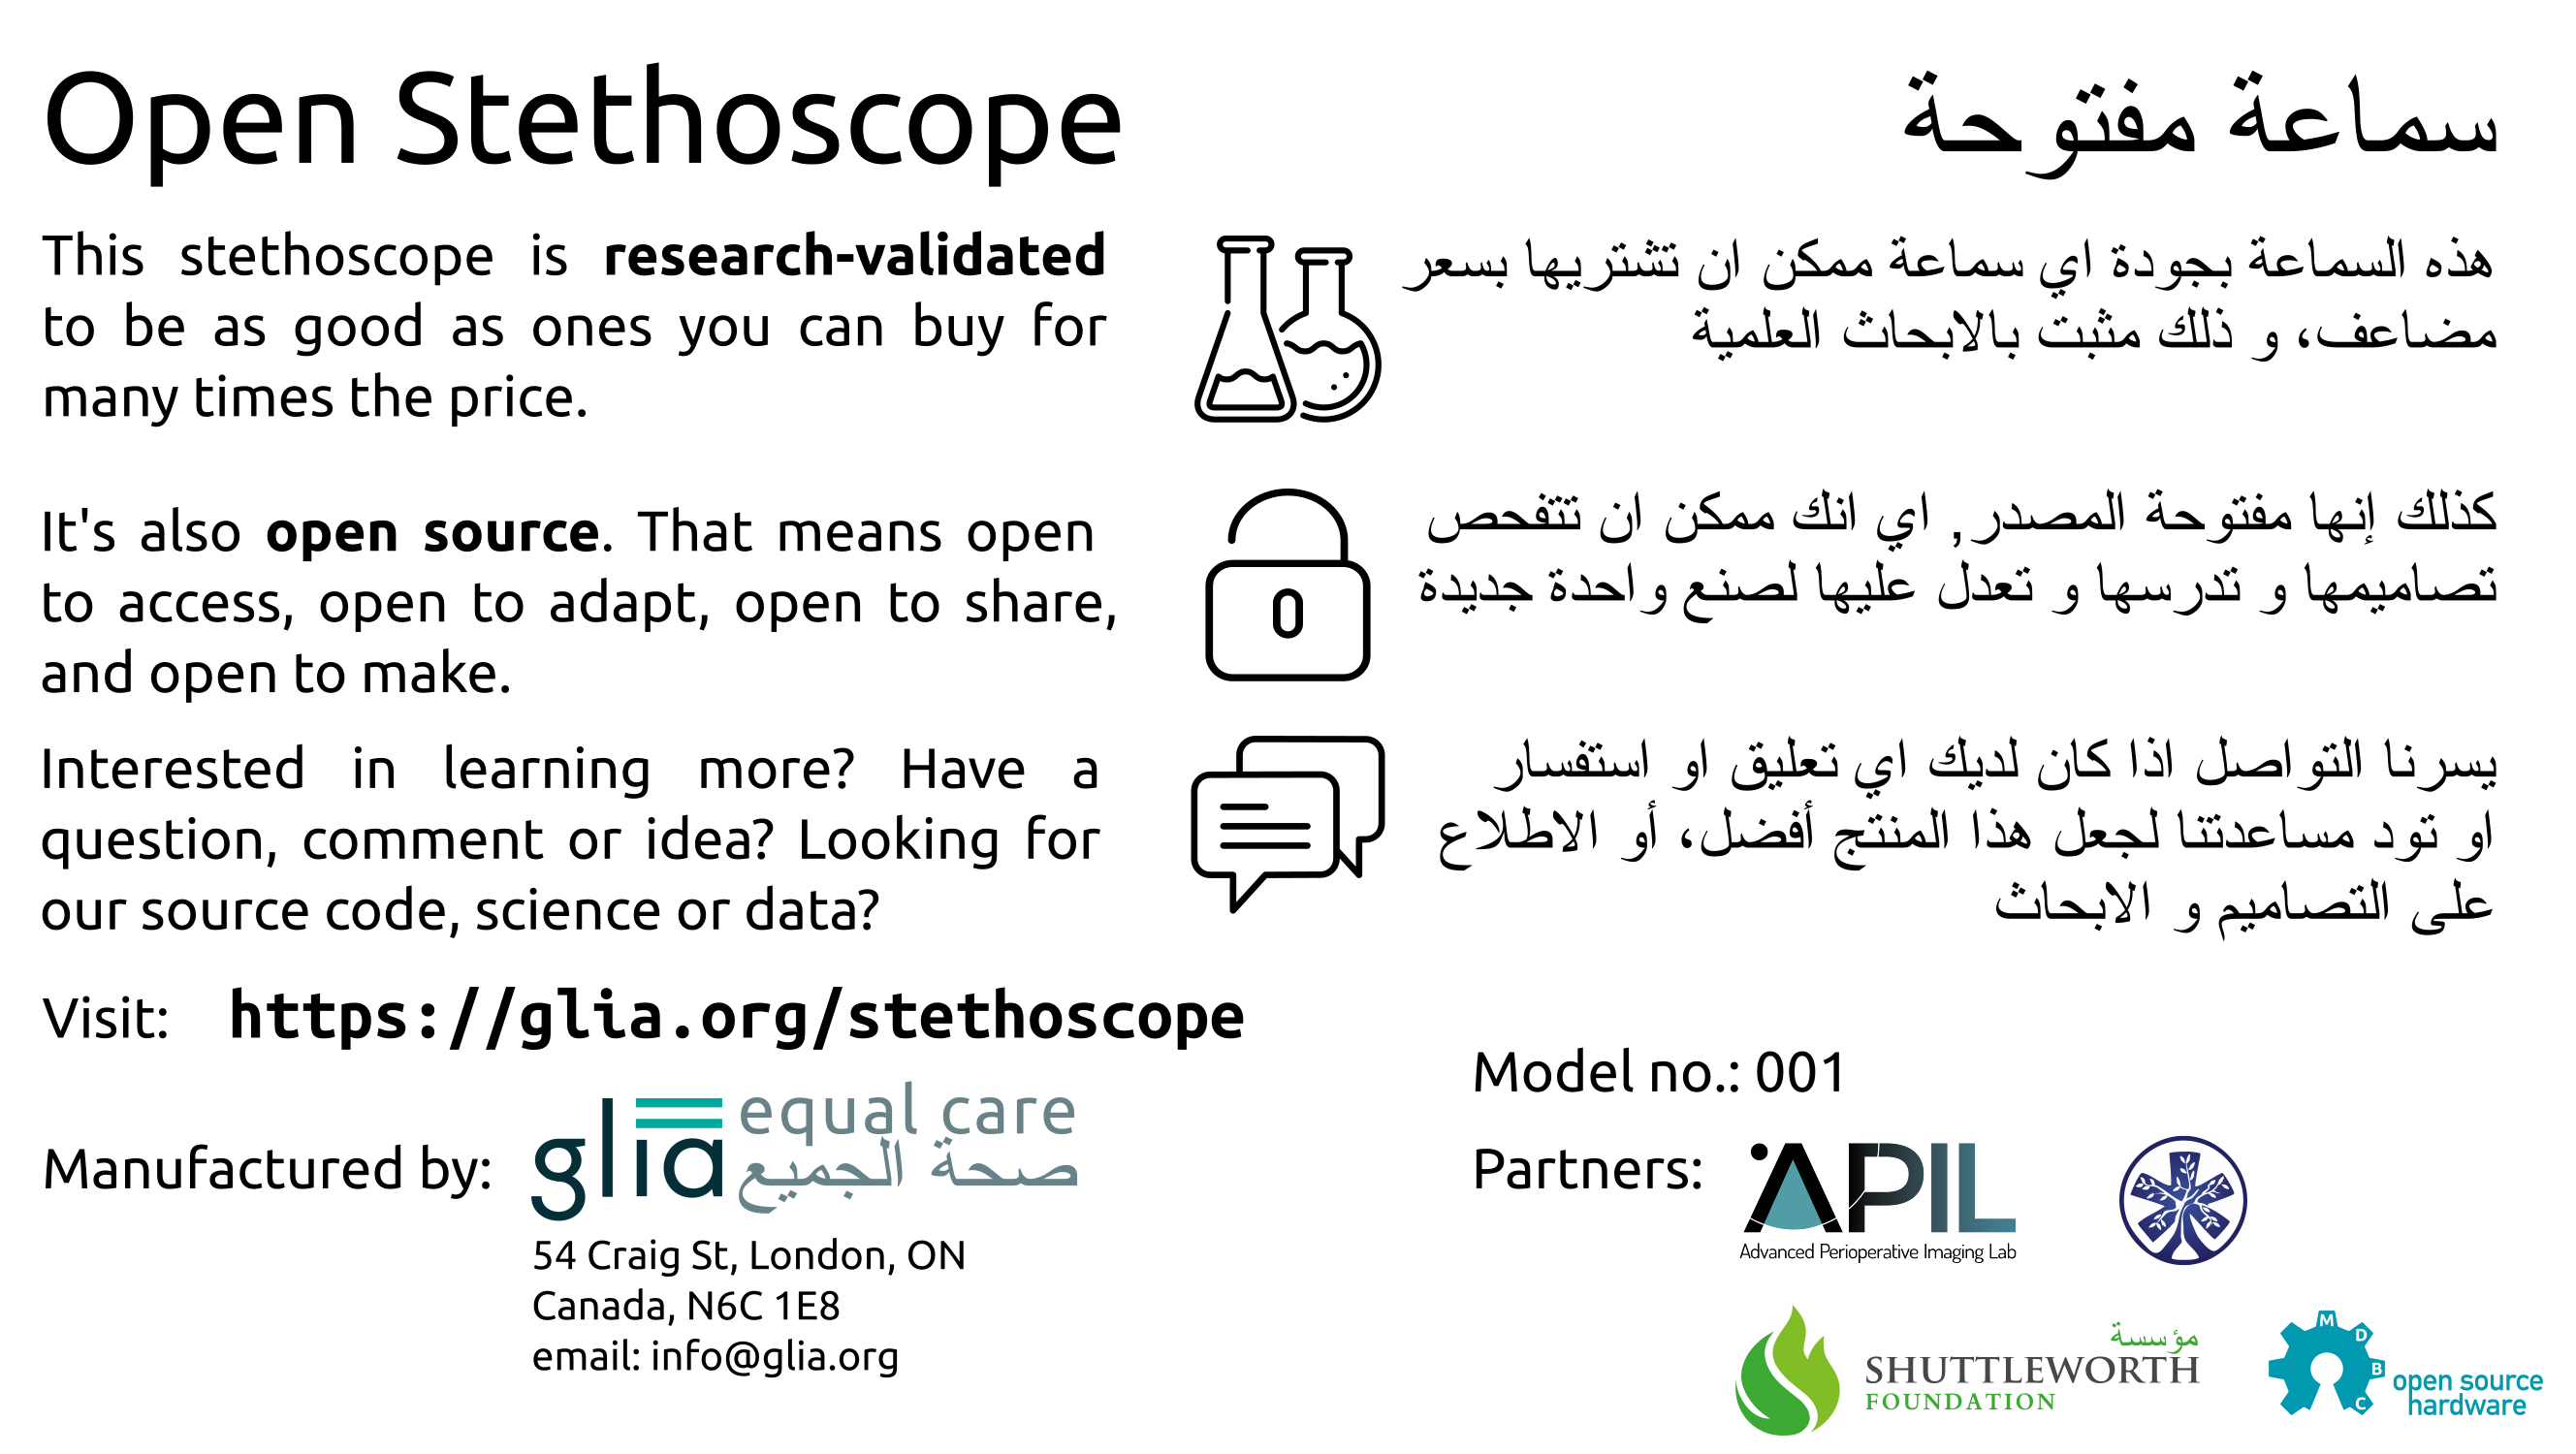 Open Stethoscope
سماعة مفتوحة
This stethoscope is research-validated
to be as good as ones you can buy for
many times the price.
هذه السماعة بجودة اي سماعة ممكن ان تشتريها بسعر
مضاعف، و ذلك مثبت بالابحاث العلمية
It's also open source. That means open
to access, open to adapt, open to share,
and open to make.
كذلك إنها مفتوحة المصدر, اي انك ممكن ان تتفحص
تصاميمها و تدرسها و تعدل عليها لصنع واحدة جديدة
Interested in learning more? Have a
question, comment or idea? Looking for
our source code, science or data?
يسرنا التواصل اذا كان لديك اي تعليق او استفسار
او تود مساعدتنا لجعل هذا المنتج أفضل، أو الاطلاع
على التصاميم و الابحاث
Visit: https://glia.org/stethoscope
Manufactured by:
glia
equal care
صحة الجميع
54 Craig St, London, ON
Canada, N6C 1E8
email: info@glia.org
Model no.: 001
Partners:
APIL
Advanced Perioperative Imaging Lab
مؤسسة
SHUTTLEWORTH
FOUNDATION
M
D
B
C
open source
hardware